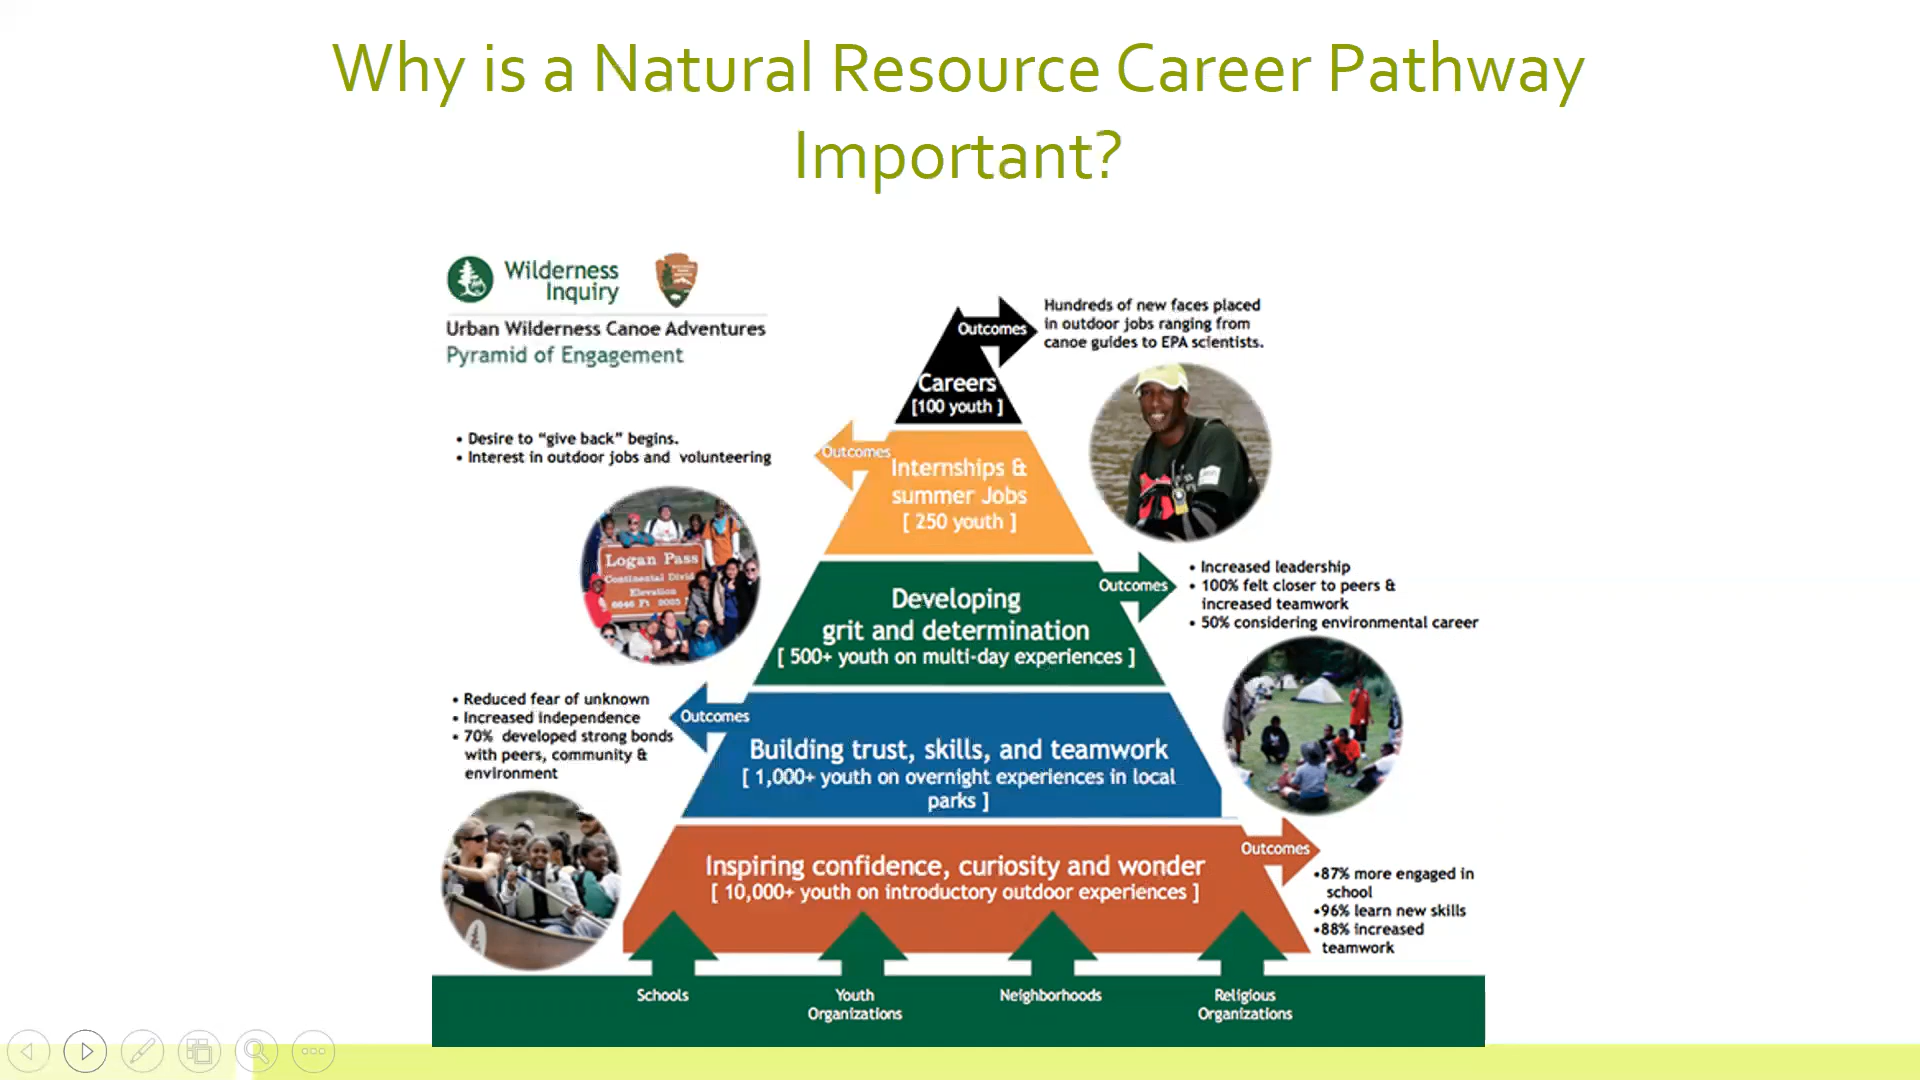 Why is a Natural Resource Career Pathway
Important?
Wilderness
Inquiry
Urban Wilderness Canoe Adventures
Pyramid of Engagement
Outcomes
Hundreds of new faces placed
in outdoor jobs ranging from
canoe guides to EPA scientists.
Careers
[100 youth ]
• Desire to “give back” begins.
• Interest in outdoor jobs and volunteering
Outcomes
Internships &
summer Jobs
[ 250 youth ]
Logan Pass
Continental Divid
Elevation
6646 Ft
Outcomes
• Increased leadership
• 100% felt closer to peers &
increased teamwork
• 50% considering environmental career
Developing
grit and determination
[ 500+ youth on multi-day experiences ]
• Reduced fear of unknown
• Increased independence
• 70% developed strong bonds
with peers, community &
environment
Outcomes
Building trust, skills, and teamwork
[ 1,000+ youth on overnight experiences in local
parks ]
Outcomes
Inspiring confidence, curiosity and wonder
[ 10,000+ youth on introductory outdoor experiences ]
•87% more engaged in
school
•96% learn new skills
•88% increased
teamwork
Schools
Youth
Organizations
Neighborhoods
Religious
Organizations